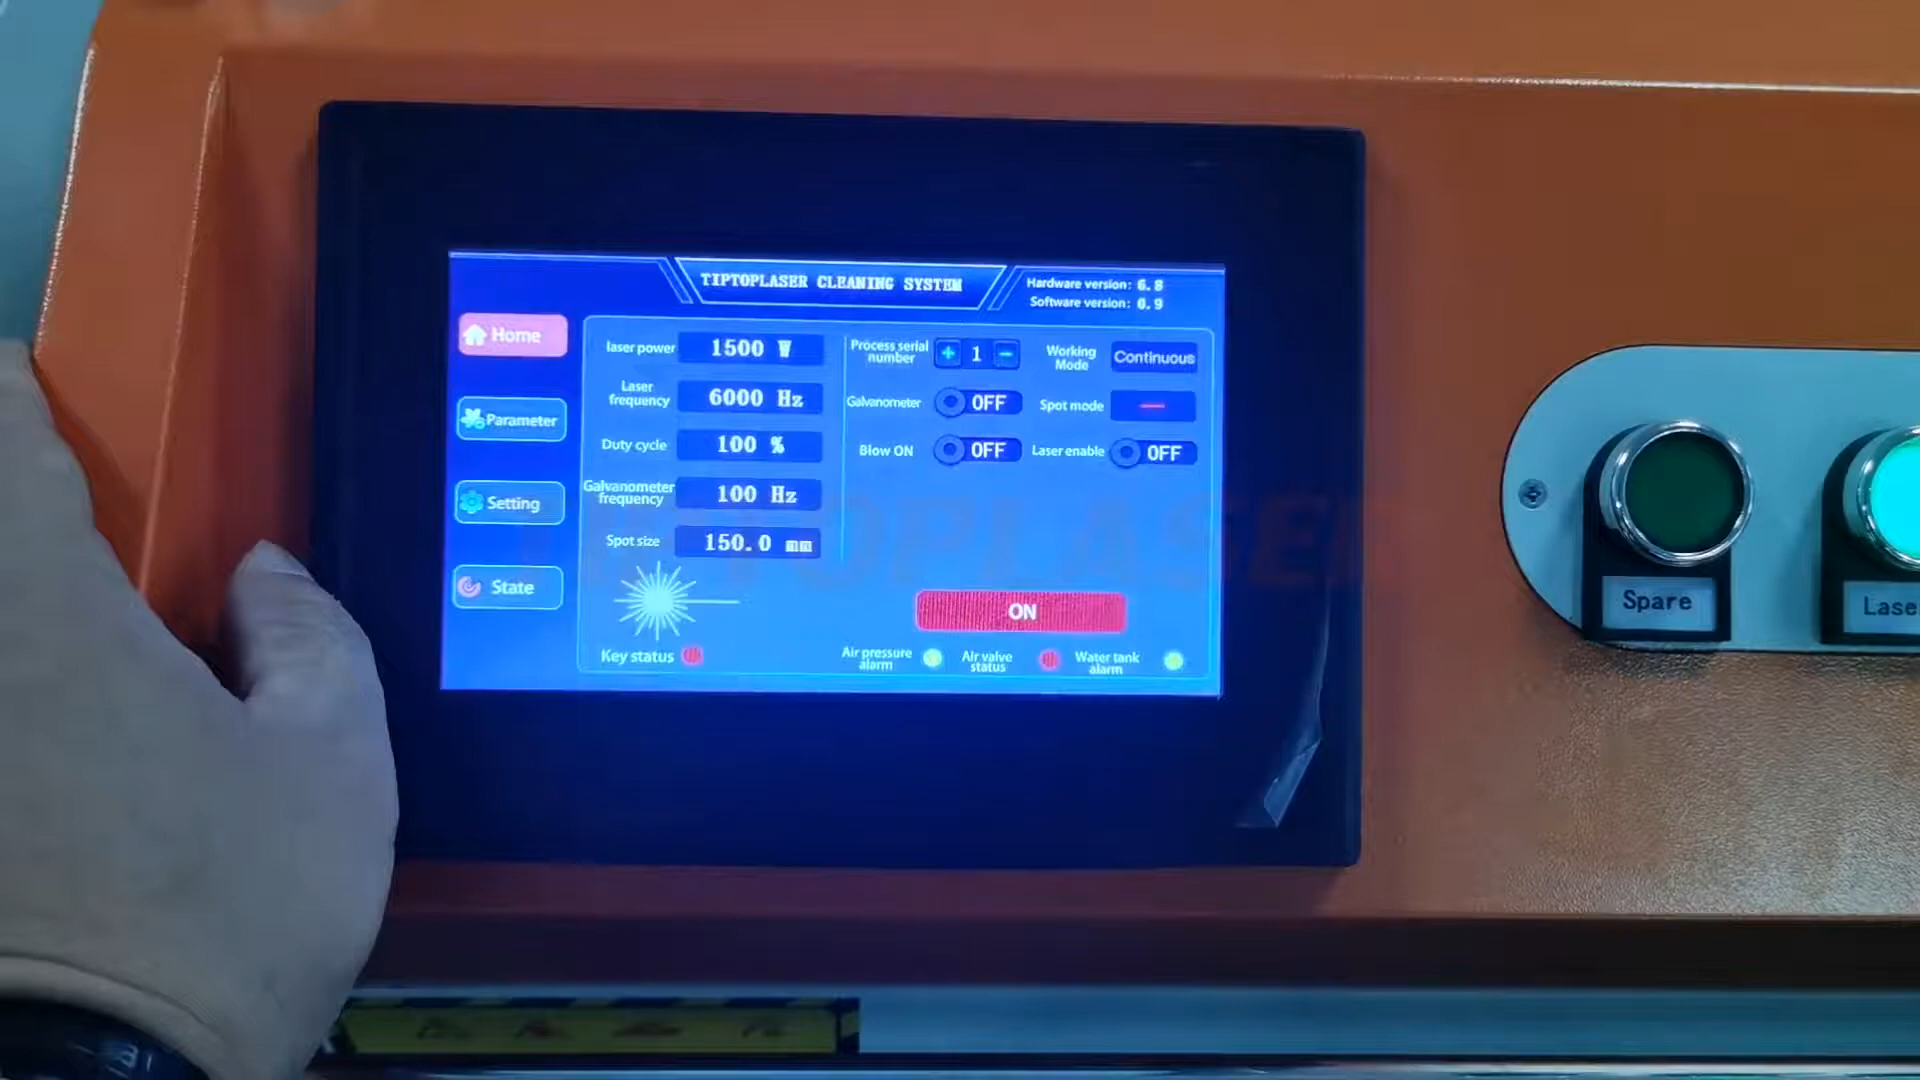 TIPTOPLASER CLEANING SYSTEM
Hardware version: 6.8
Software version: 0.9
Home
Parameter
Setting
State
laser power 1500 W
Laser
frequency 6000 Hz
Duty cycle 100 %
Galvanometer
frequency 100 Hz
Spot size 150.0 mm
Process serial
number + 1 -
Working
Mode Continuous
Galvanometer OFF
Spot mode
Blow ON OFF
Laser enable OFF
ON
Key status
Air pressure
alarm
Air valve
status
Water tank
alarm
TIPTOPLASER
Spare
Lase